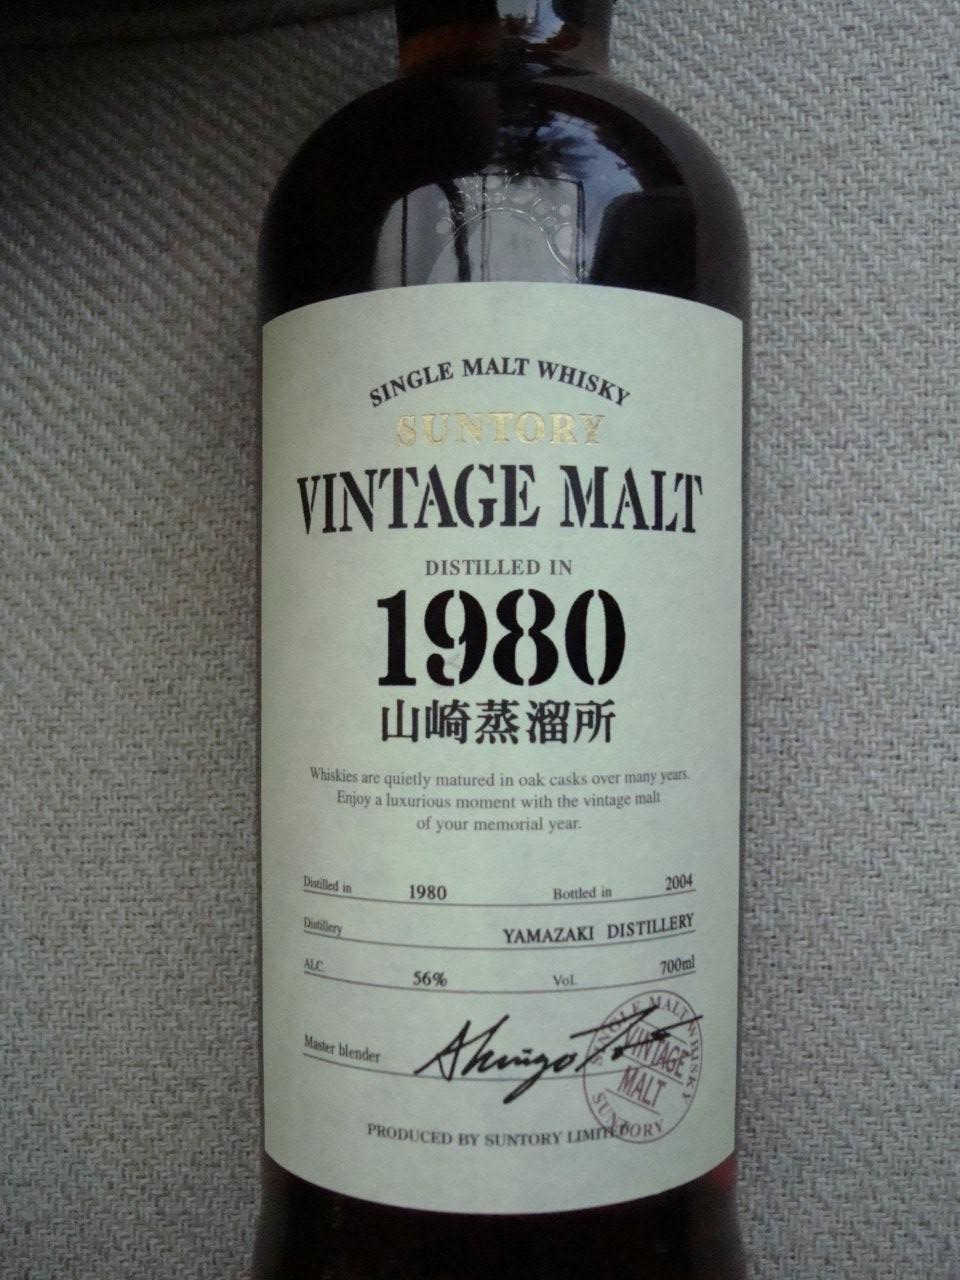 SINGLE MALT WHISKY
SUNTORY
VINTAGE MALT
DISTILLED IN
1980
山崎蒸溜所
Whiskies are quietly matured in oak casks over many years.
Enjoy a luxurious moment with the vintage malt
of your memorial year.
Distilled in 1980 Bottled in 2004
Distillery YAMAZAKI DISTILLERY
ALC. 56% Vol. 700ml
Master blender
SINGLE MALT WHISKY
VINTAGE
MALT
SUNTORY
PRODUCED BY SUNTORY LIMITED